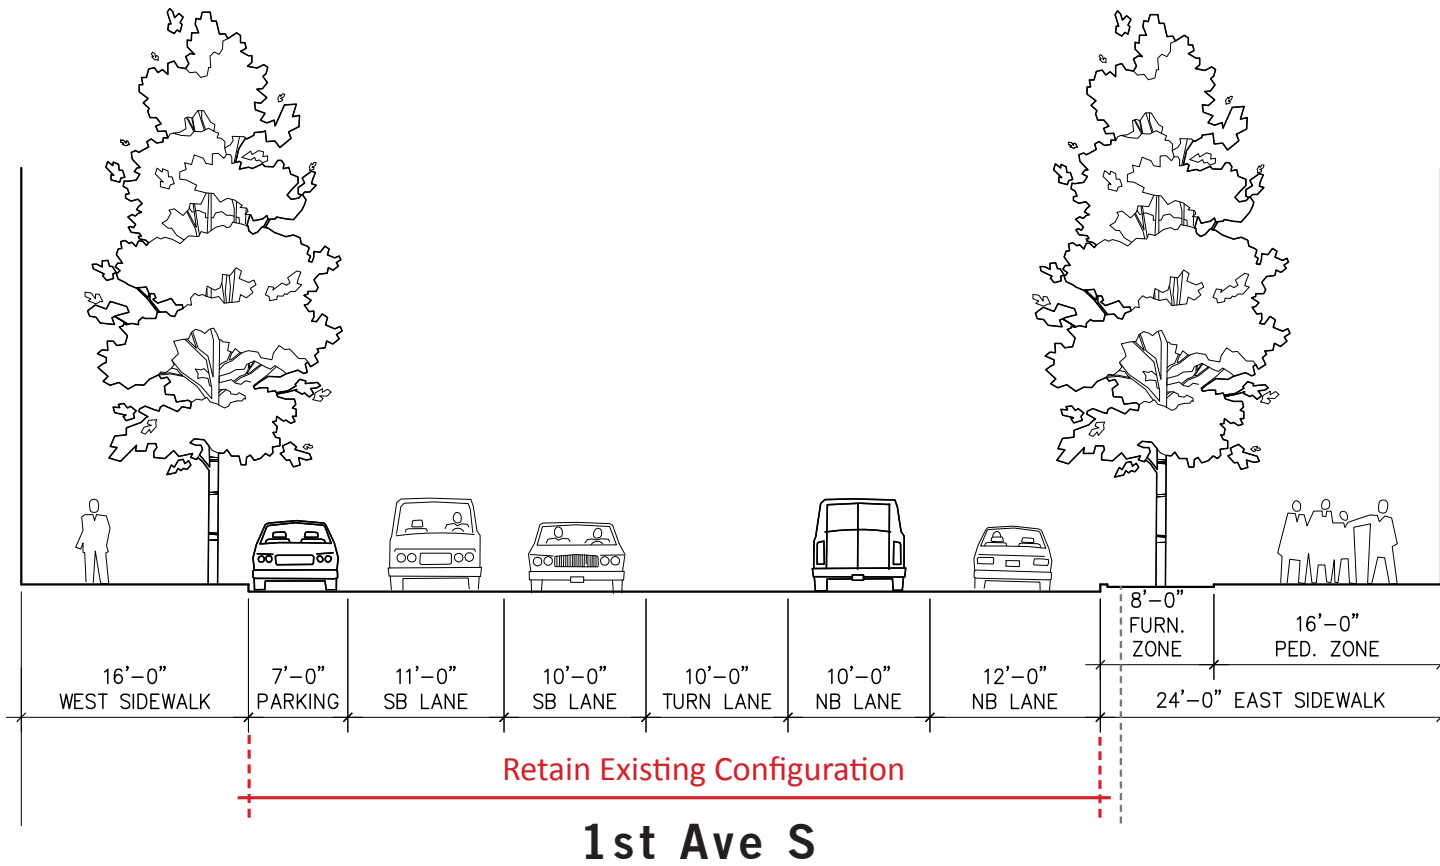 8'-0"
FURN.
ZONE
16'-0"
PED. ZONE
16'-0"
WEST SIDEWALK
7'-0"
PARKING
11'-0"
SB LANE
10'-0"
SB LANE
10'-0"
TURN LANE
10'-0"
NB LANE
12'-0"
NB LANE
24'-0" EAST SIDEWALK
Retain Existing Configuration
1st Ave S